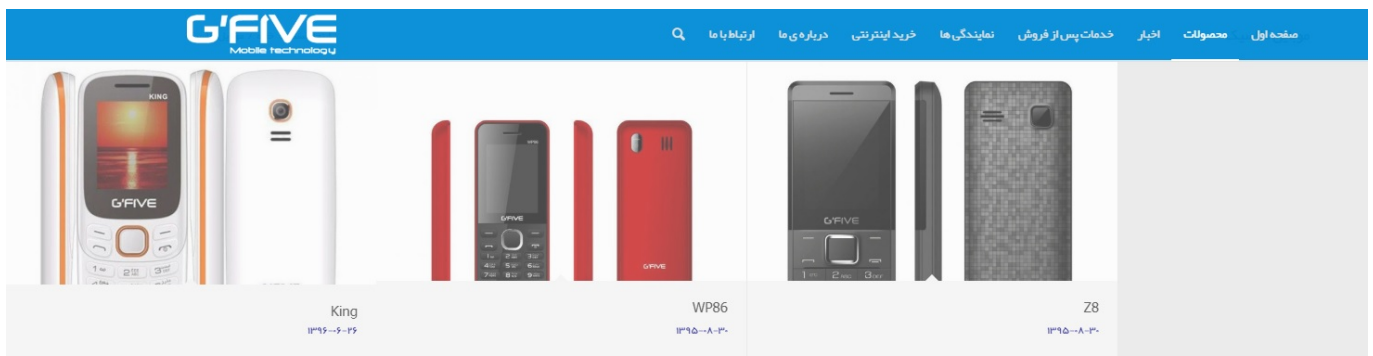 G'FIVE
Mobile technology
صفحه اول محصولات اخبار خدمات پس از فروش نمایندگی ها خرید اینترنتی درباره ی ما ارتباط با ما
KING
G'FIVE
G'FIVE
G'FIVE
G'FIVE
King
۱۳۹۶-۰۶-۲۶
WP86
۱۳۹۵-۰۸-۳۰
Z8
۱۳۹۵-۰۸-۳۰